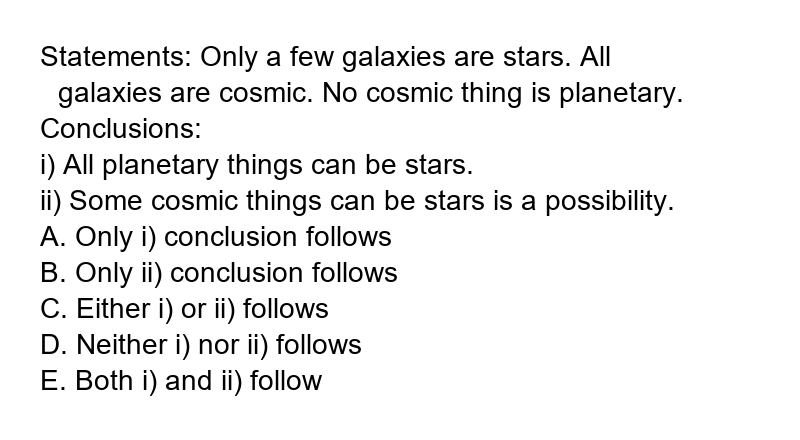 Statements: Only a few galaxies are stars. All
galaxies are cosmic. No cosmic thing is planetary.
Conclusions:
i) All planetary things can be stars.
ii) Some cosmic things can be stars is a possibility.
A. Only i) conclusion follows
B. Only ii) conclusion follows
C. Either i) or ii) follows
D. Neither i) nor ii) follows
E. Both i) and ii) follow